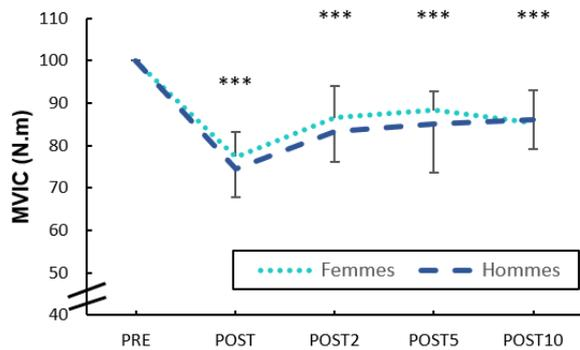 110
100
90
80
70
60
50
40
MVIC (N.m)
***
***
***
***
Femmes
Hommes
PRE
POST
POST2
POST5
POST10